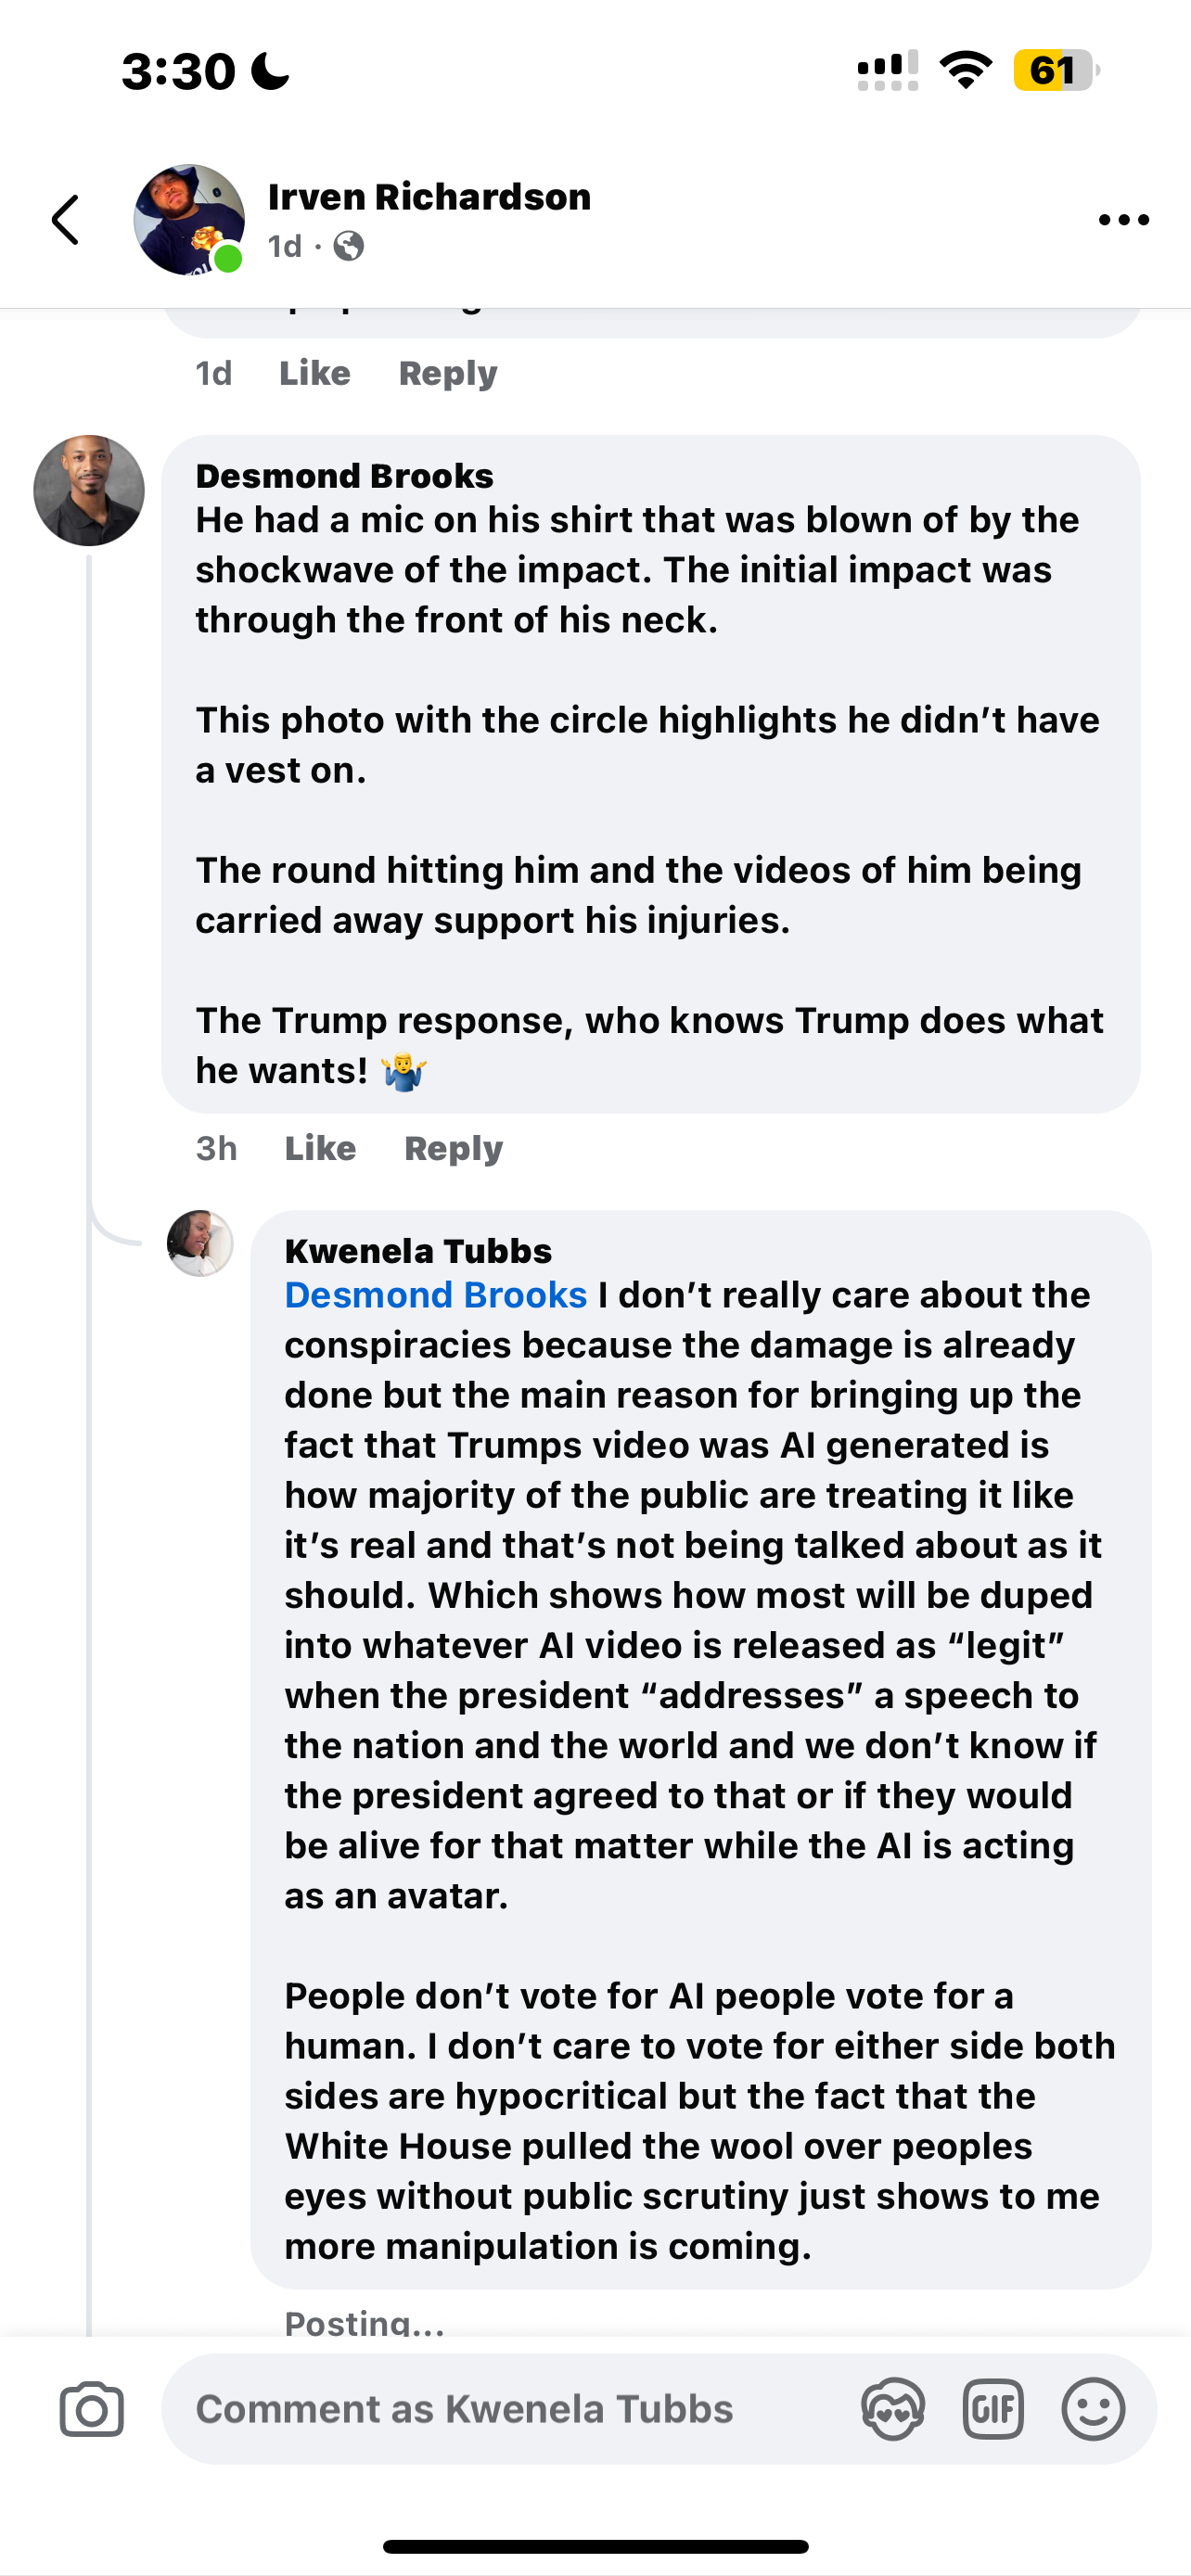 3:30
61
Irven Richardson
1d ·
1d Like Reply
Desmond Brooks
He had a mic on his shirt that was blown of by the
shockwave of the impact. The initial impact was
through the front of his neck.
This photo with the circle highlights he didn’t have
a vest on.
The round hitting him and the videos of him being
carried away support his injuries.
The Trump response, who knows Trump does what
he wants! 🤷‍♂️
3h Like Reply
Kwenela Tubbs
Desmond Brooks I don’t really care about the
conspiracies because the damage is already
done but the main reason for bringing up the
fact that Trumps video was AI generated is
how majority of the public are treating it like
it’s real and that’s not being talked about as it
should. Which shows how most will be duped
into whatever AI video is released as “legit”
when the president “addresses” a speech to
the nation and the world and we don’t know if
the president agreed to that or if they would
be alive for that matter while the AI is acting
as an avatar.
People don’t vote for AI people vote for a
human. I don’t care to vote for either side both
sides are hypocritical but the fact that the
White House pulled the wool over peoples
eyes without public scrutiny just shows to me
more manipulation is coming.
Posting...
Comment as Kwenela Tubbs
GIF